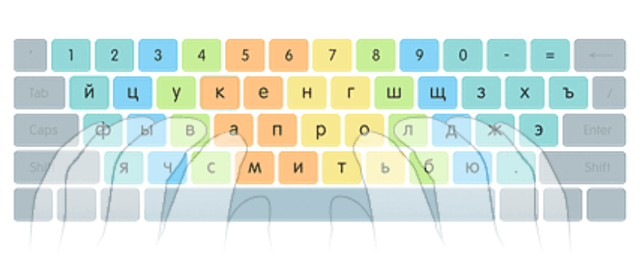 ` 1 2 3 4 5 6 7 8 9 0 - = ←
Tab й ц у к е н г ш щ з х ъ /
Caps ф ы в а п р о л д ж э Enter
Shift я ч с м и т ь б ю . Shift